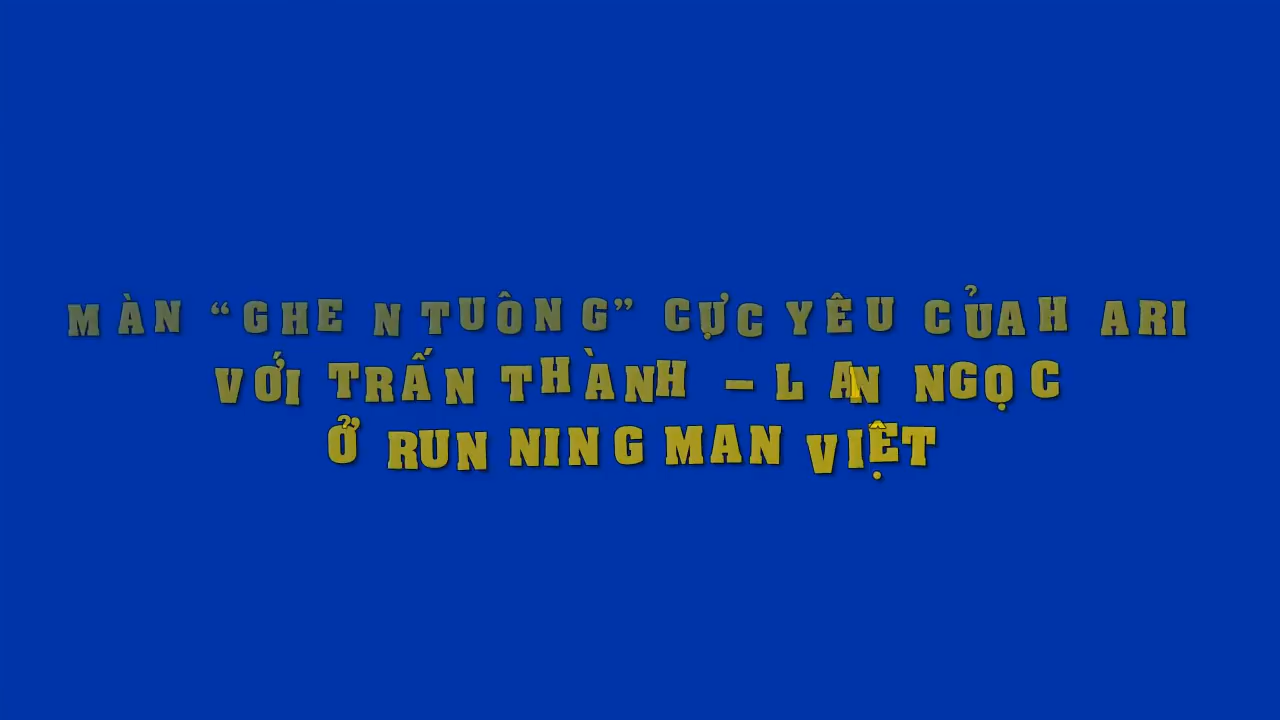 MÀN “GHEN TUÔNG” CỰC YÊU CỦA HARI
VỚI TRẤN THÀNH – LAN NGỌC
Ở RUNNING MAN VIỆT